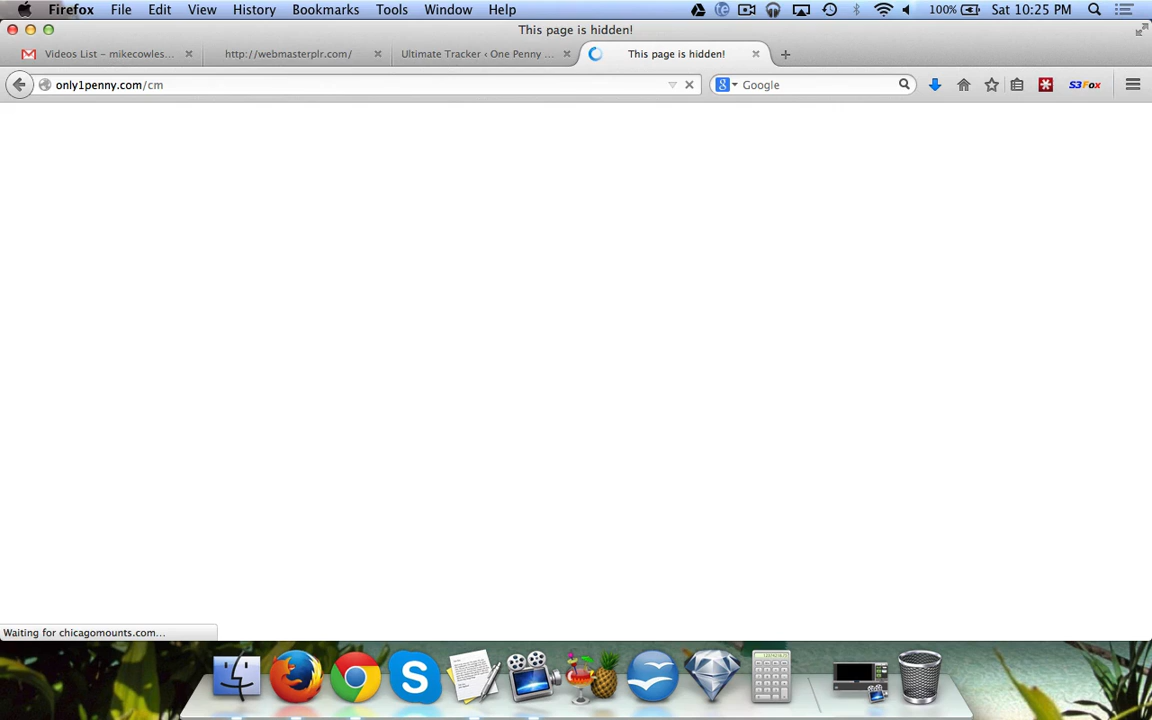 Firefox File Edit View History Bookmarks Tools Window Help 100% Sat 10:25 PM
This page is hidden!
Videos List – mikecowles... http://webmasterplr.com/ Ultimate Tracker ‹ One Penny ... This page is hidden!
only1penny.com/cm Google S3Fox
Waiting for chicagomounts.com...